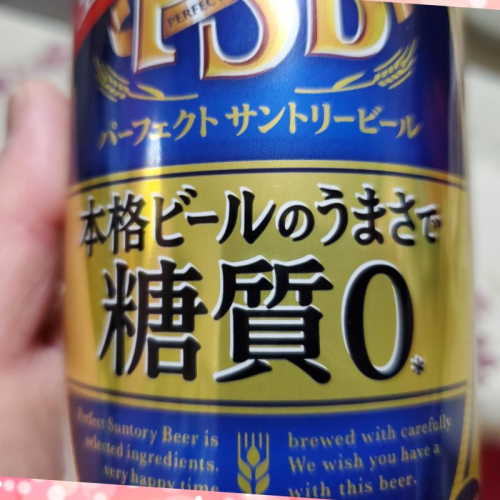 PERFECT
PSB
パーフェクト サントリービール
本格ビールのうまさで
糖質0※
Perfect Suntory Beer is
selected ingredients.
very happy time
brewed with carefully
We wish you have a
with this beer.